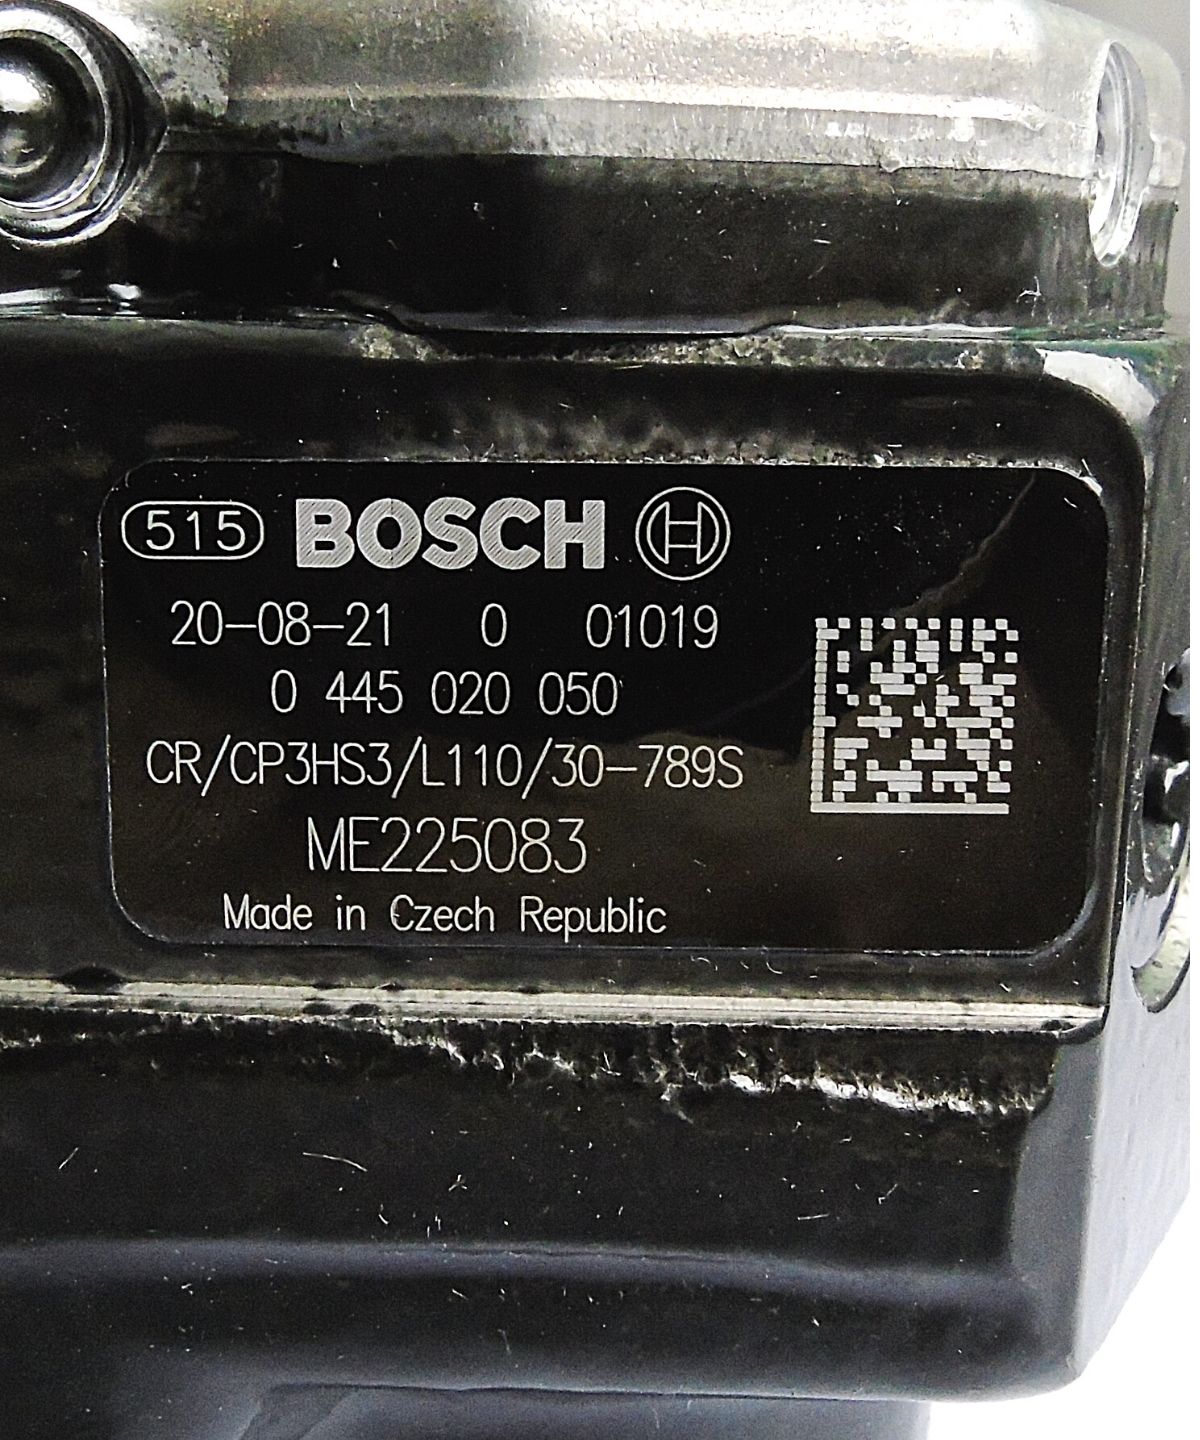 515 BOSCH
20-08-21 0 01019
0 445 020 050
CR/CP3HS3/L110/30-789S
ME225083
Made in Czech Republic